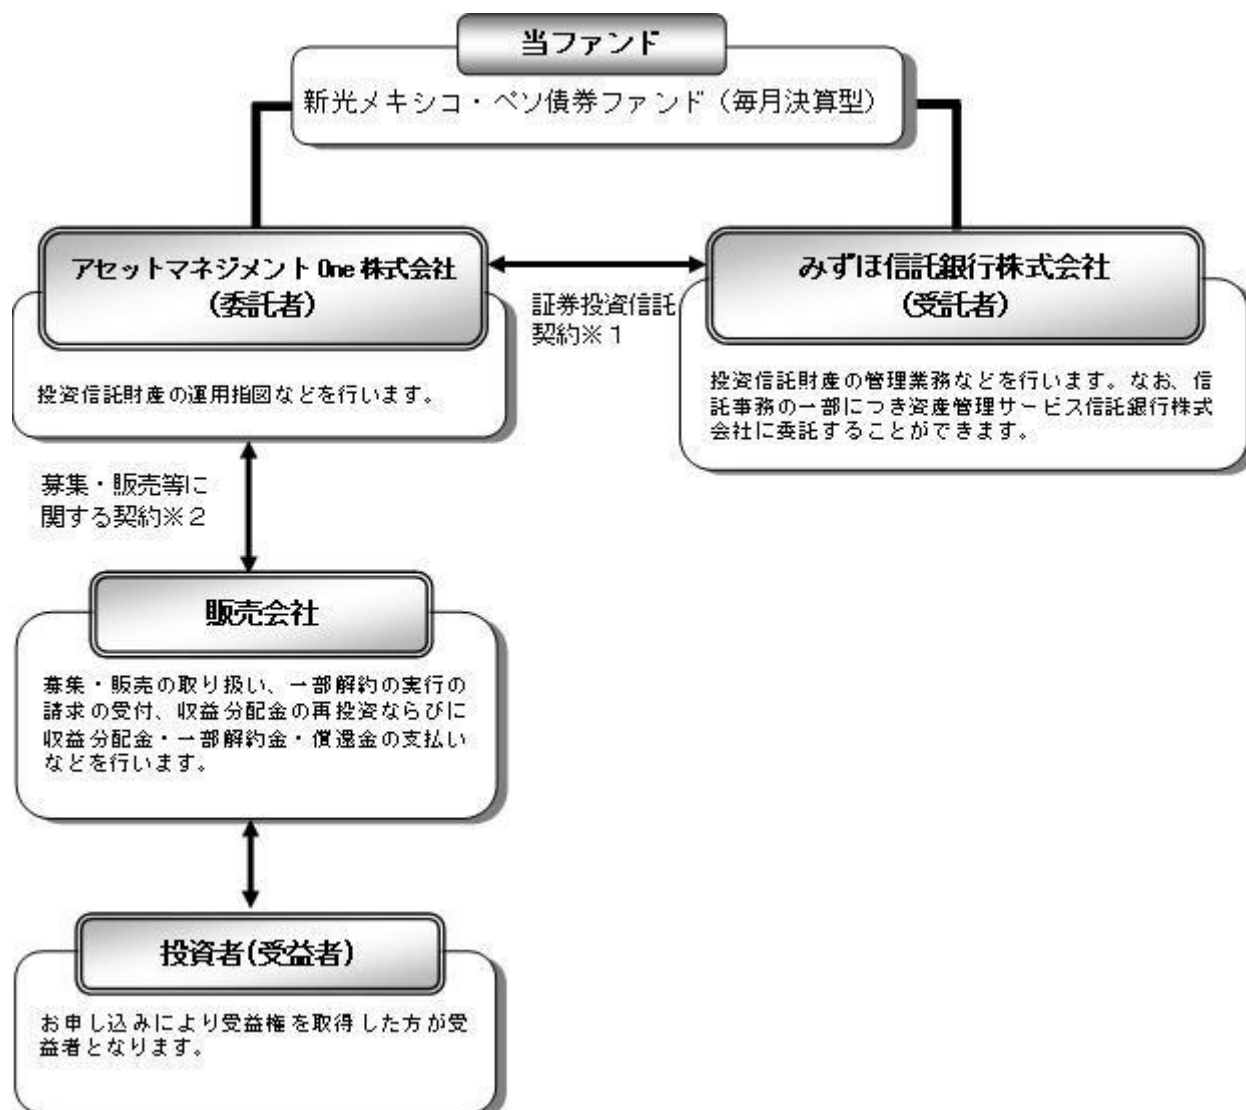 当ファンド
新光メキシコ・ペソ債券ファンド（毎月決算型）
アセットマネジメントOne株式会社
（委託者）
投資信託財産の運用指図などを行います。
証券投資信託
契約※１
みずほ信託銀行株式会社
（受託者）
投資信託財産の管理業務などを行います。なお、信
託事務の一部につき資産管理サービス信託銀行株式
会社に委託することができます。
募集・販売等に
関する契約※２
販売会社
募集・販売の取り扱い、一部解約の実行の
請求の受付、収益分配金の再投資ならびに
収益分配金・一部解約金・償還金の支払い
などを行います。
投資者(受益者)
お申し込みにより受益権を取得した方が受
益者となります。